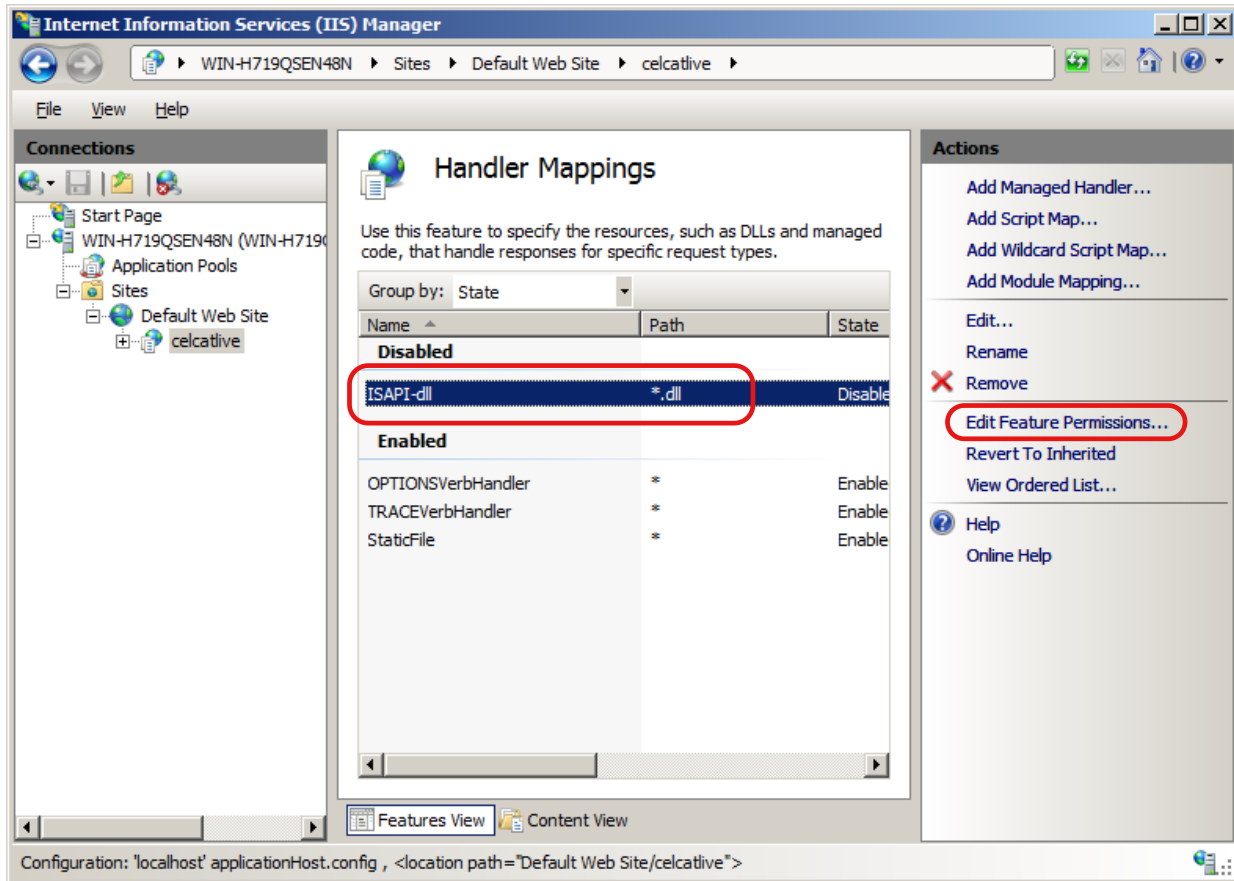 Internet Information Services (IIS) Manager
WIN-H719QSEN48N Sites Default Web Site celcatlive
File View Help
Connections
Start Page
WIN-H719QSEN48N (WIN-H719
Application Pools
Sites
Default Web Site
celcatlive
Handler Mappings
Use this feature to specify the resources, such as DLLs and managed
code, that handle responses for specific request types.
Group by: State
Name Path State
Disabled
ISAPI-dll *.dll Disable
Enabled
OPTIONSVerbHandler * Enable
TRACEVerbHandler * Enable
StaticFile * Enable
Features View Content View
Actions
Add Managed Handler...
Add Script Map...
Add Wildcard Script Map...
Add Module Mapping...
Edit...
Rename
Remove
Edit Feature Permissions...
Revert To Inherited
View Ordered List...
Help
Online Help
Configuration: 'localhost' applicationHost.config , <location path="Default Web Site/celcatlive">